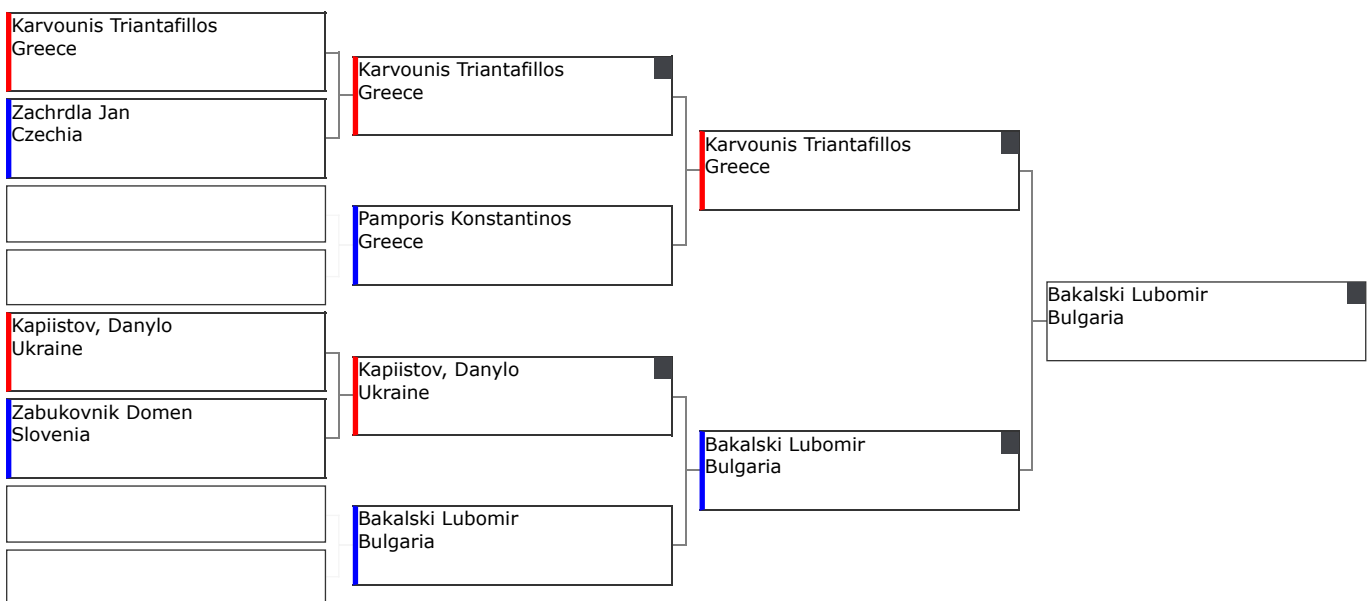 Karvounis Triantafillos
Greece
Zachrdla Jan
Czechia
Kapiistov, Danylo
Ukraine
Zabukovnik Domen
Slovenia
Karvounis Triantafillos
Greece
Pamporis Konstantinos
Greece
Kapiistov, Danylo
Ukraine
Bakalski Lubomir
Bulgaria
Karvounis Triantafillos
Greece
Bakalski Lubomir
Bulgaria
Bakalski Lubomir
Bulgaria